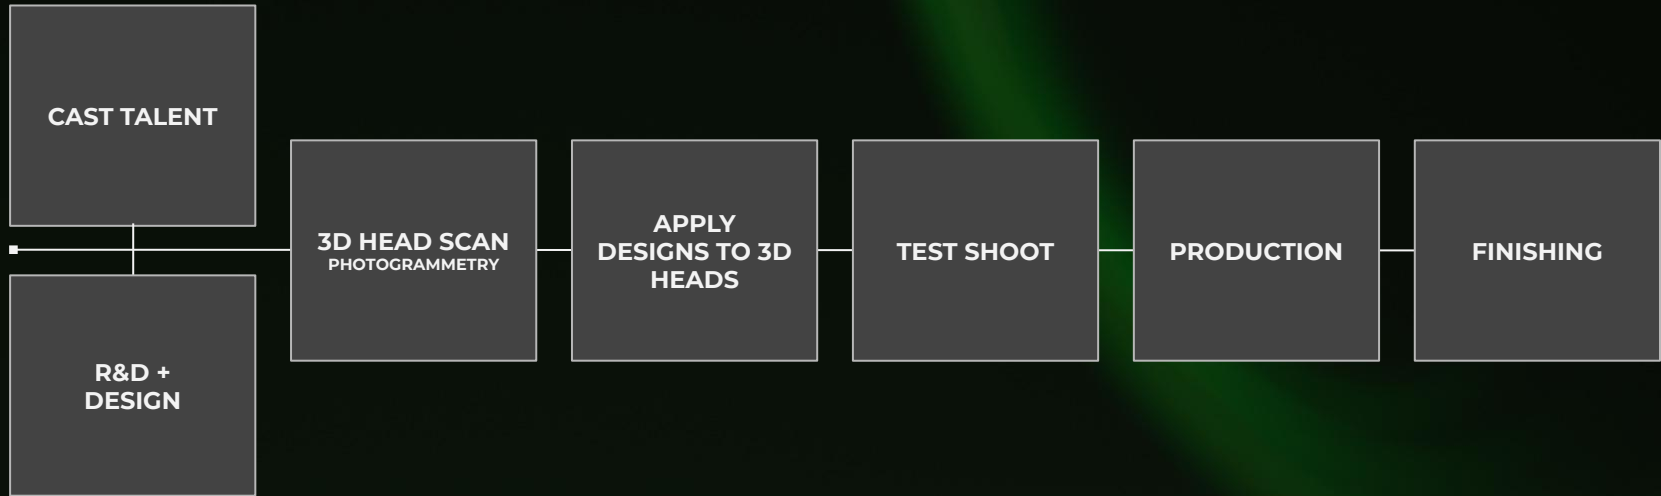 CAST TALENT
R&D +
DESIGN
3D HEAD SCAN
PHOTOGRAMMETRY
APPLY
DESIGNS TO 3D
HEADS
TEST SHOOT
PRODUCTION
FINISHING